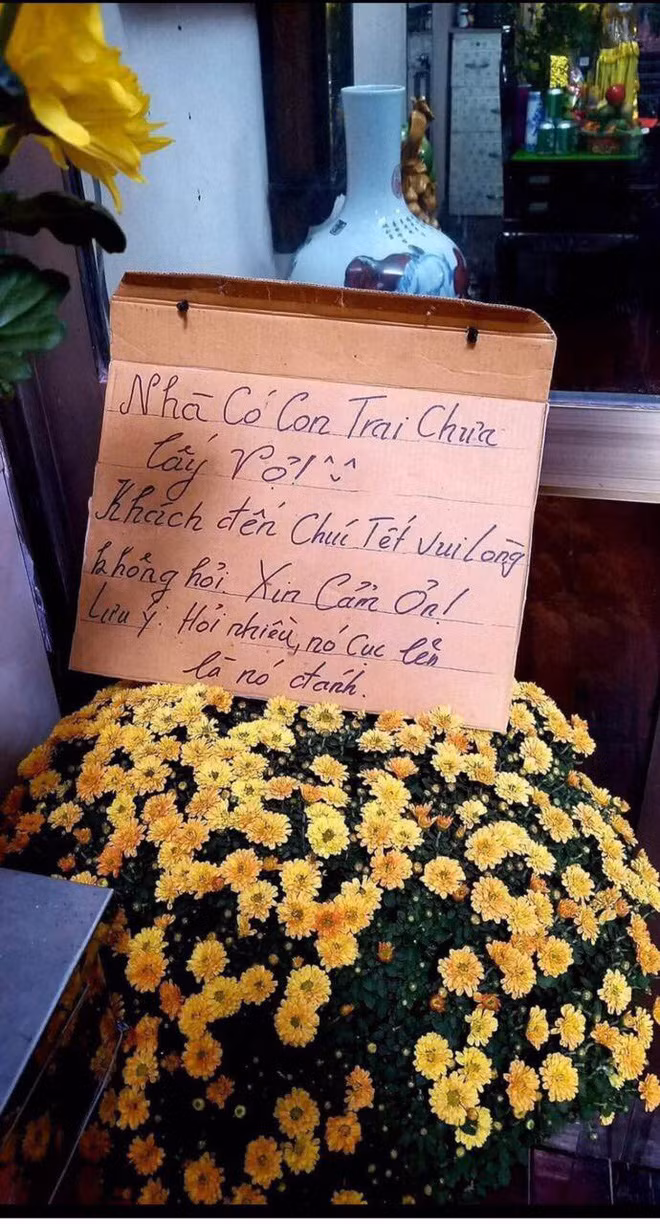 Nhà Có Con Trai Chưa
lấy Vợ! ^^
Khách đến Chúc Tết vui lòng
không hỏi. Xin Cảm Ơn!
Lưu ý: Hỏi nhiều, nó cục lên
là nó đánh.